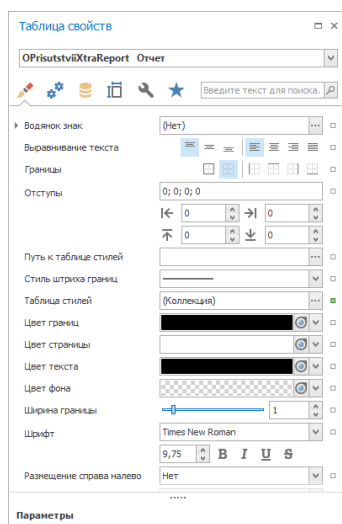 Таблица свойств
OPrisutstviiXtraReport Отчет
Введите текст для поиска.
Водянок знак (Нет)
Выравнивание текста
Границы
Отступы 0; 0; 0; 0
0 0
0 0
Путь к таблице стилей
Стиль штриха границ
Таблица стилей (Коллекция)
Цвет границ
Цвет страницы
Цвет текста
Цвет фона
Ширина границы 1
Шрифт Times New Roman
9,75 B I U S
Размещение справа налево Нет
Параметры